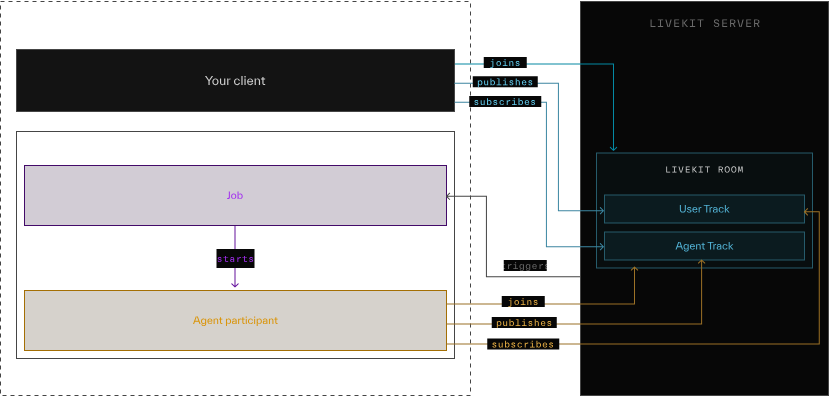 LIVEKIT SERVER
Your client
joins
publishes
subscribes
LIVEKIT ROOM
User Track
Agent Track
Job
triggers
starts
Agent participant
joins
publishes
subscribes